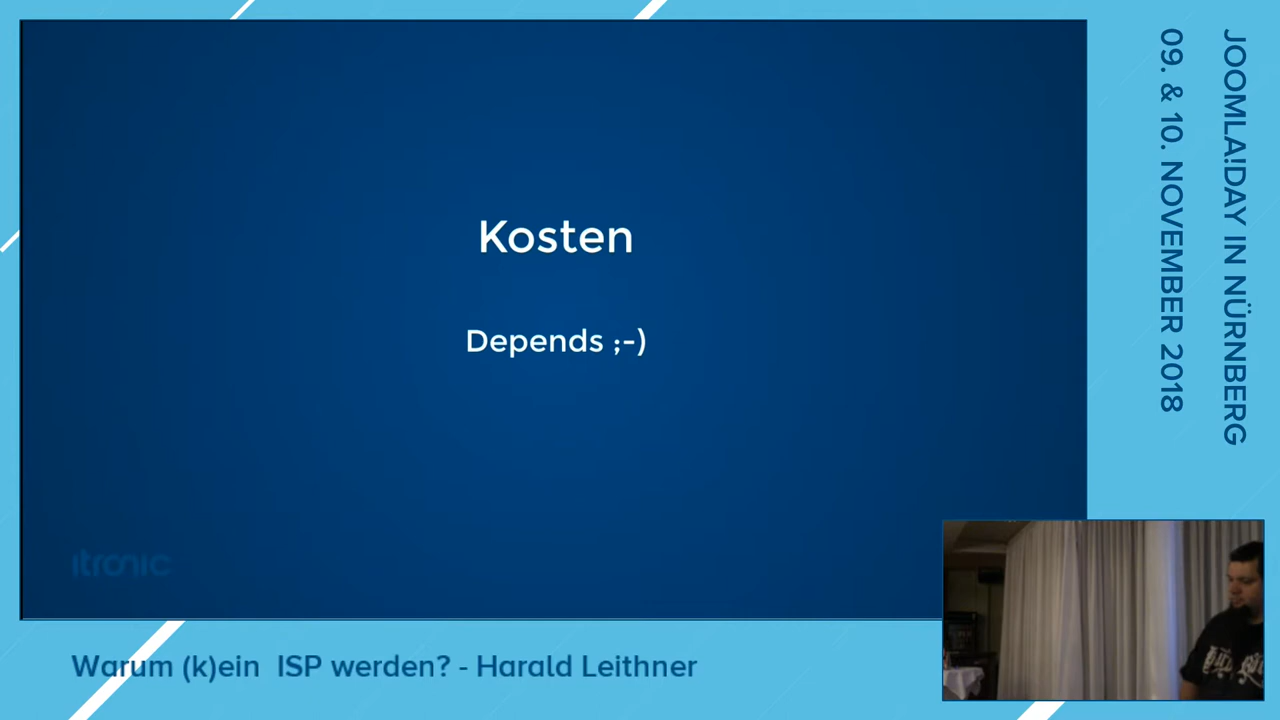 Kosten
Depends ;-)
itronic
Warum (k)ein ISP werden? - Harald Leithner
JOOMLA!DAY IN NÜRNBERG
09. & 10. NOVEMBER 2018